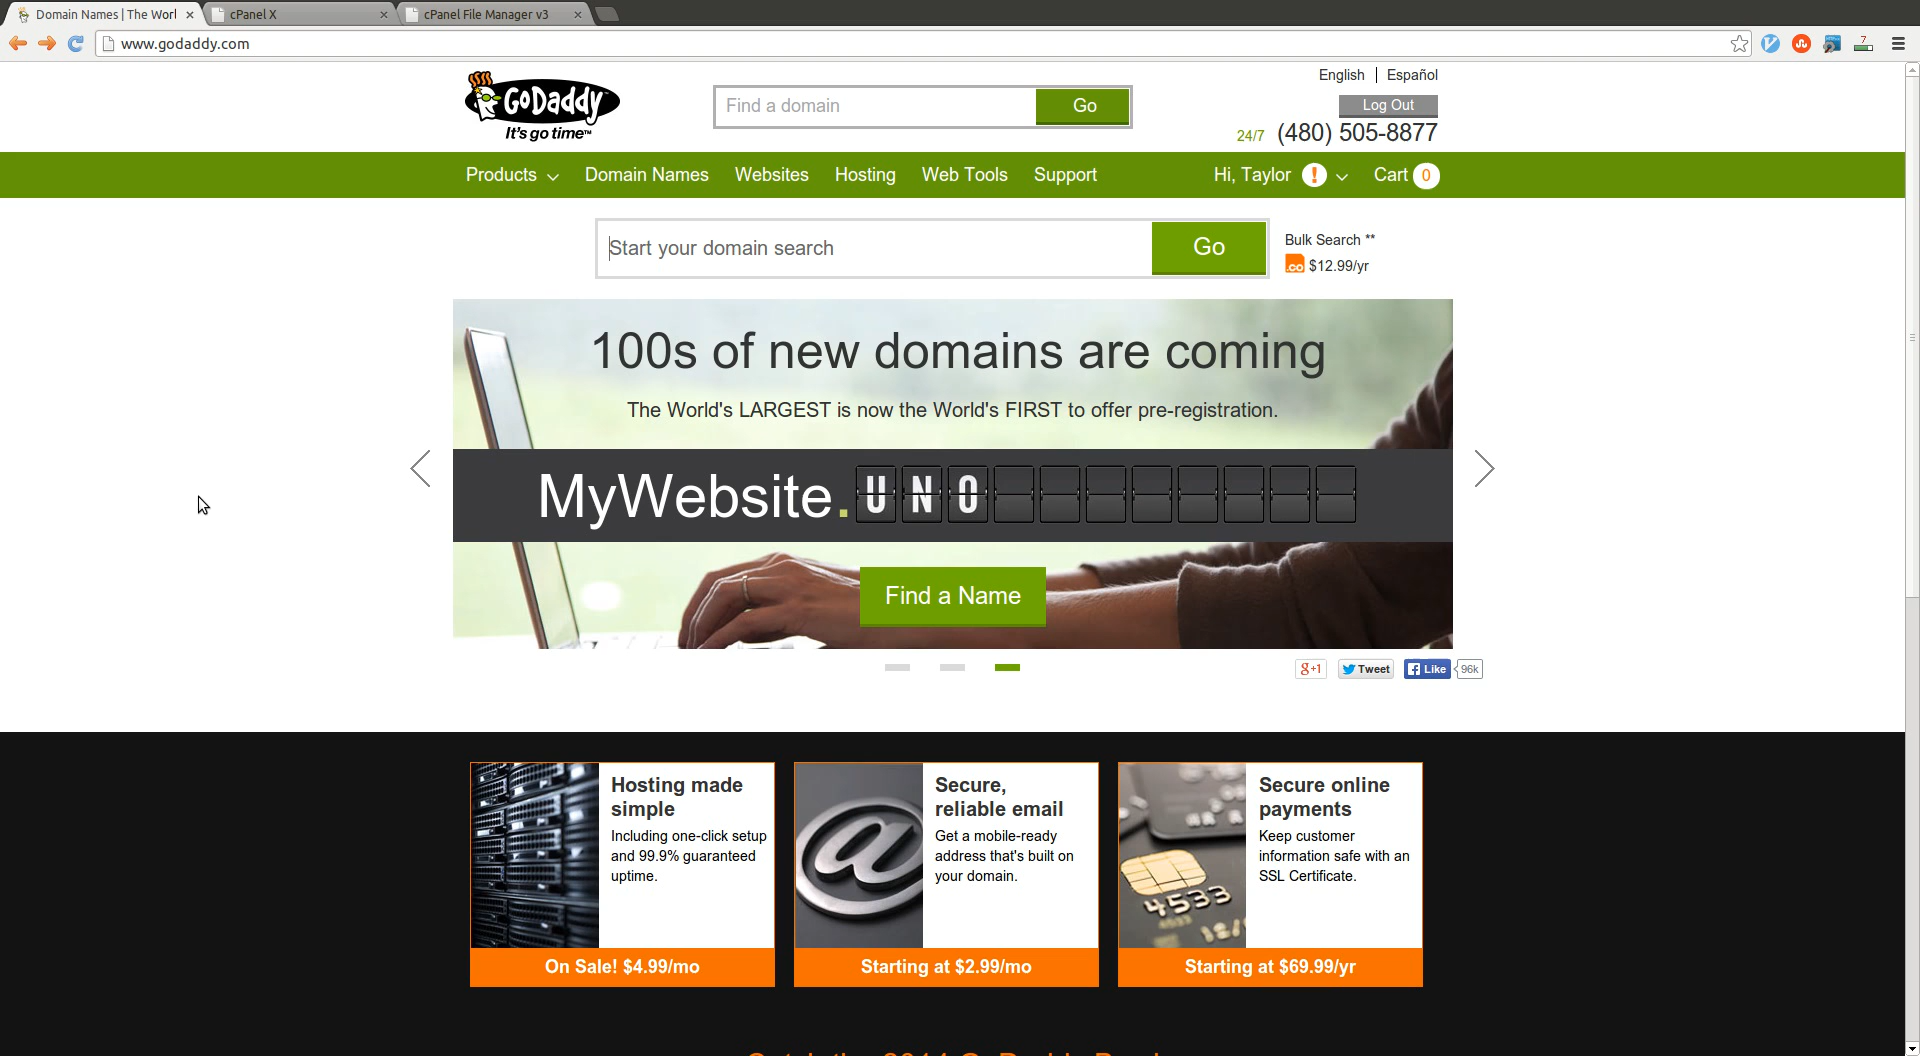 Domain Names | The Worl
cPanel X
cPanel File Manager v3
www.godaddy.com
7
GoDaddy
It's go time™
Find a domain
Go
English | Español
Log Out
24/7 (480) 505-8877
Products
Domain Names
Websites
Hosting
Web Tools
Support
Hi, Taylor !
Cart 0
Start your domain search
Go
Bulk Search **
.co $12.99/yr
100s of new domains are coming
The World's LARGEST is now the World's FIRST to offer pre-registration.
MyWebsite.UNO
Find a Name
g+1
Tweet
Like
96k
Hosting made
simple
Including one-click setup
and 99.9% guaranteed
uptime.
On Sale! $4.99/mo
@
Secure,
reliable email
Get a mobile-ready
address that's built on
your domain.
Starting at $2.99/mo
4533
Secure online
payments
Keep customer
information safe with an
SSL Certificate.
Starting at $69.99/yr